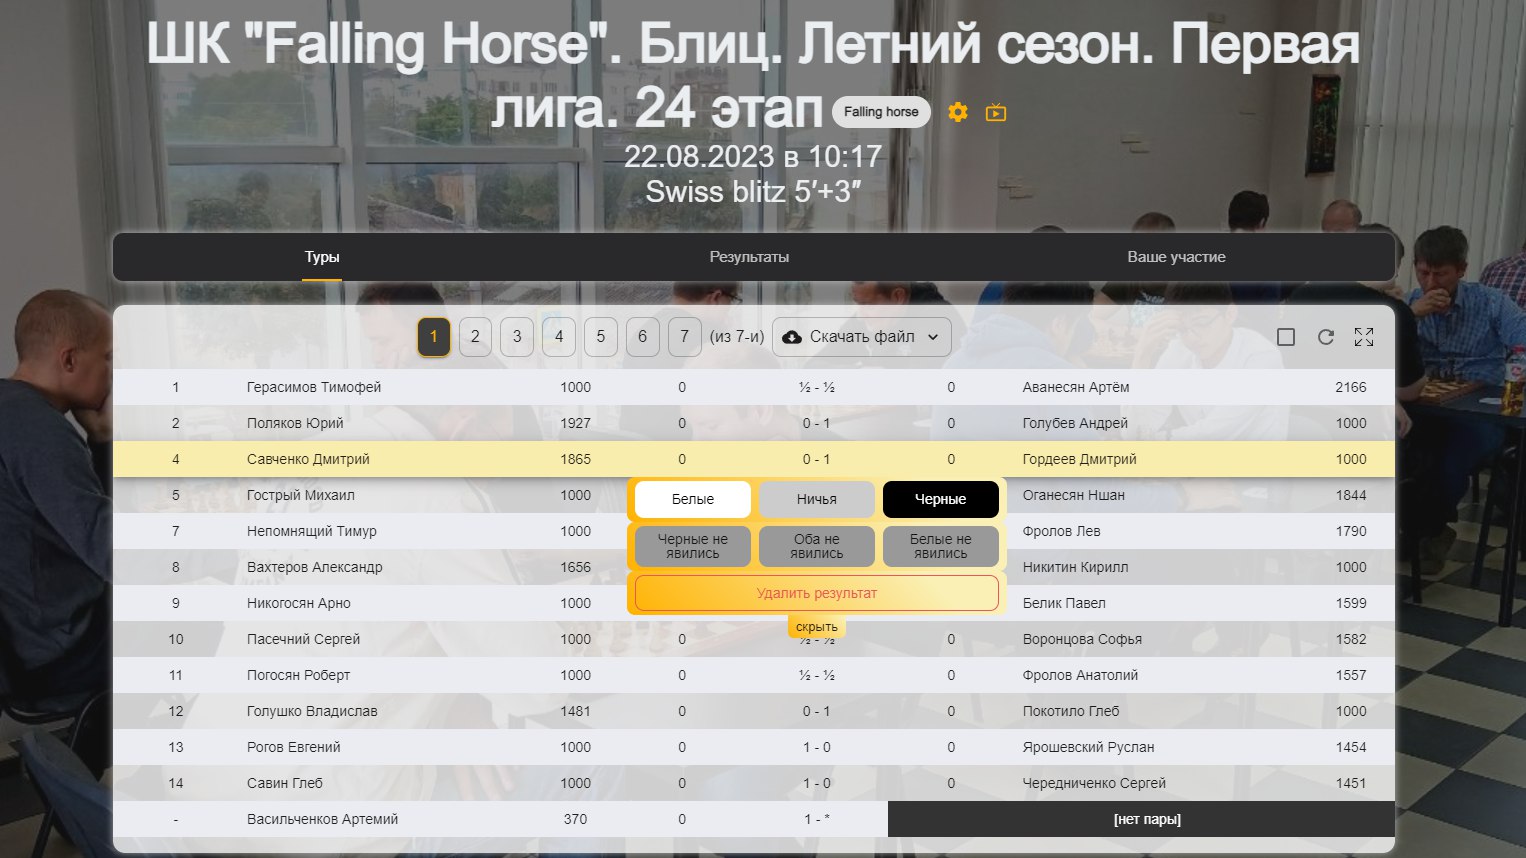 ШК "Falling Horse". Блиц. Летний сезон. Первая
лига. 24 этап Falling horse
22.08.2023 в 10:17
Swiss blitz 5′+3″
Туры Результаты Ваше участие
1 2 3 4 5 6 7 (из 7-и) Скачать файл
1 Герасимов Тимофей 1000 0 ½ - ½ 0 Аванесян Артём 2166
2 Поляков Юрий 1927 0 0 - 1 0 Голубев Андрей 1000
4 Савченко Дмитрий 1865 0 0 - 1 0 Гордеев Дмитрий 1000
5 Гострый Михаил 1000 Белые Ничья Черные Оганесян Ншан 1844
7 Непомнящий Тимур 1000 Черные не явились Оба не явились Белые не явились Фролов Лев 1790
8 Вахтеров Александр 1656 Никитин Кирилл 1000
9 Никогосян Арно 1000 Удалить результат Белик Павел 1599
скрыть
10 Пасечний Сергей 1000 0 ½ - ½ 0 Воронцова Софья 1582
11 Погосян Роберт 1000 0 ½ - ½ 0 Фролов Анатолий 1557
12 Голушко Владислав 1481 0 0 - 1 0 Покотило Глеб 1000
13 Рогов Евгений 1000 0 1 - 0 0 Ярошевский Руслан 1454
14 Савин Глеб 1000 0 1 - 0 0 Чередниченко Сергей 1451
- Васильченков Артемий 370 0 1 - * [нет пары]